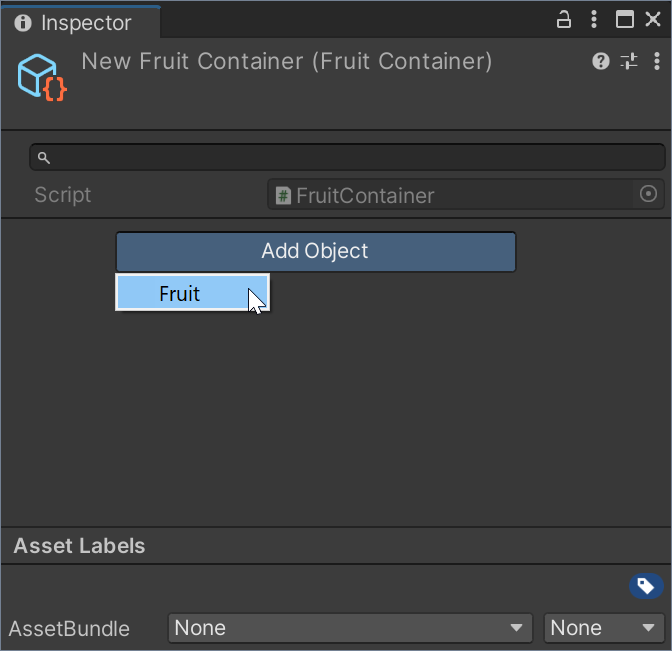 Inspector
New Fruit Container (Fruit Container)
Script
FruitContainer
Add Object
Fruit
Asset Labels
AssetBundle
None
None